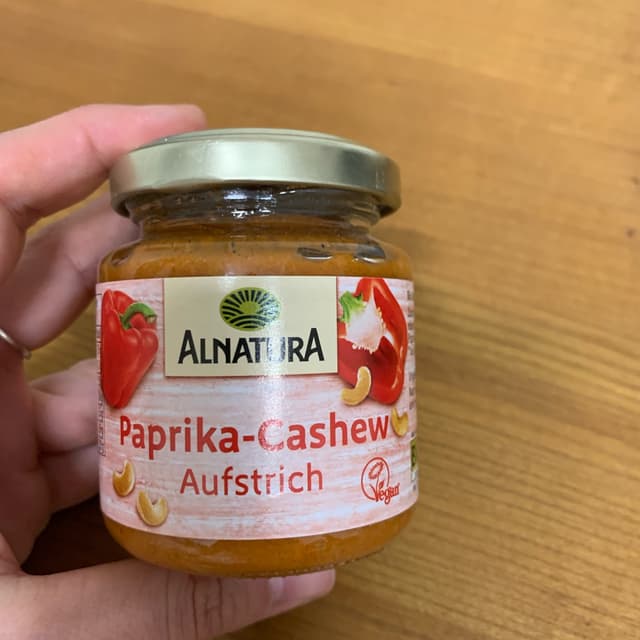 ALNATURA
Paprika-Cashew
Aufstrich
Vegan